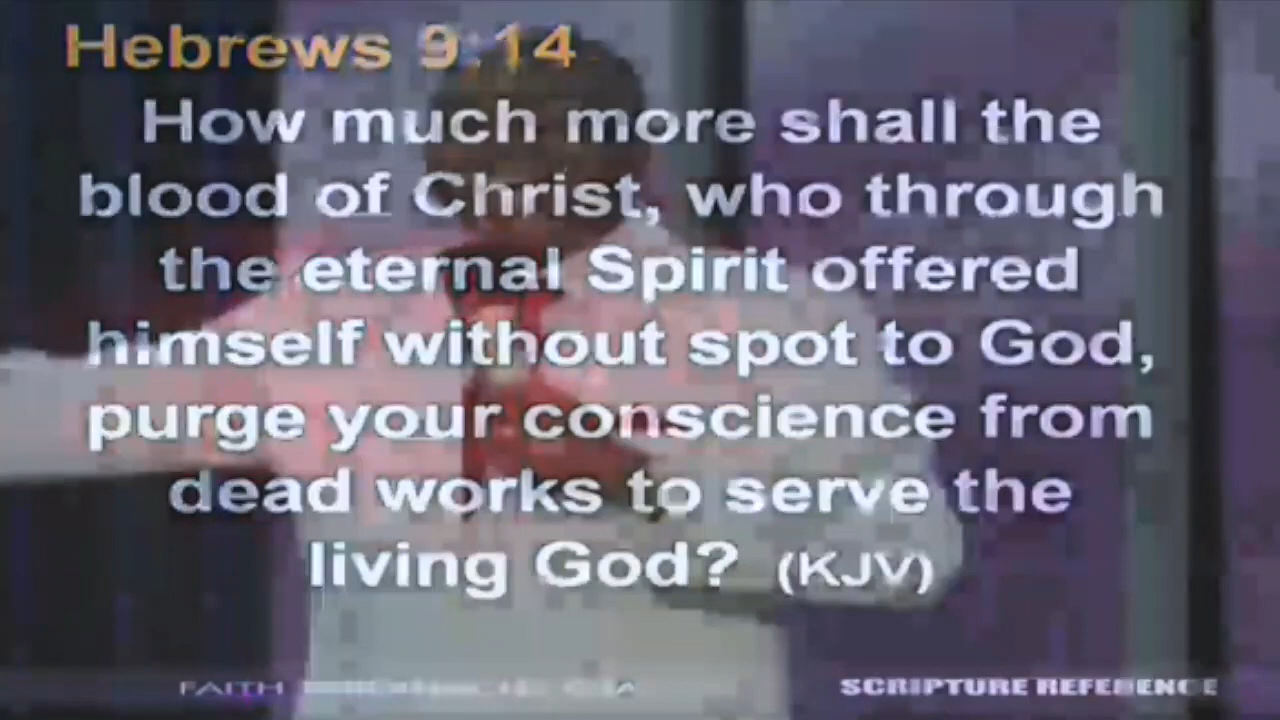 Hebrews 9:14
How much more shall the
blood of Christ, who through
the eternal Spirit offered
himself without spot to God,
purge your conscience from
dead works to serve the
living God? (KJV)
FAITH
SCRIPTURE REFERENCE